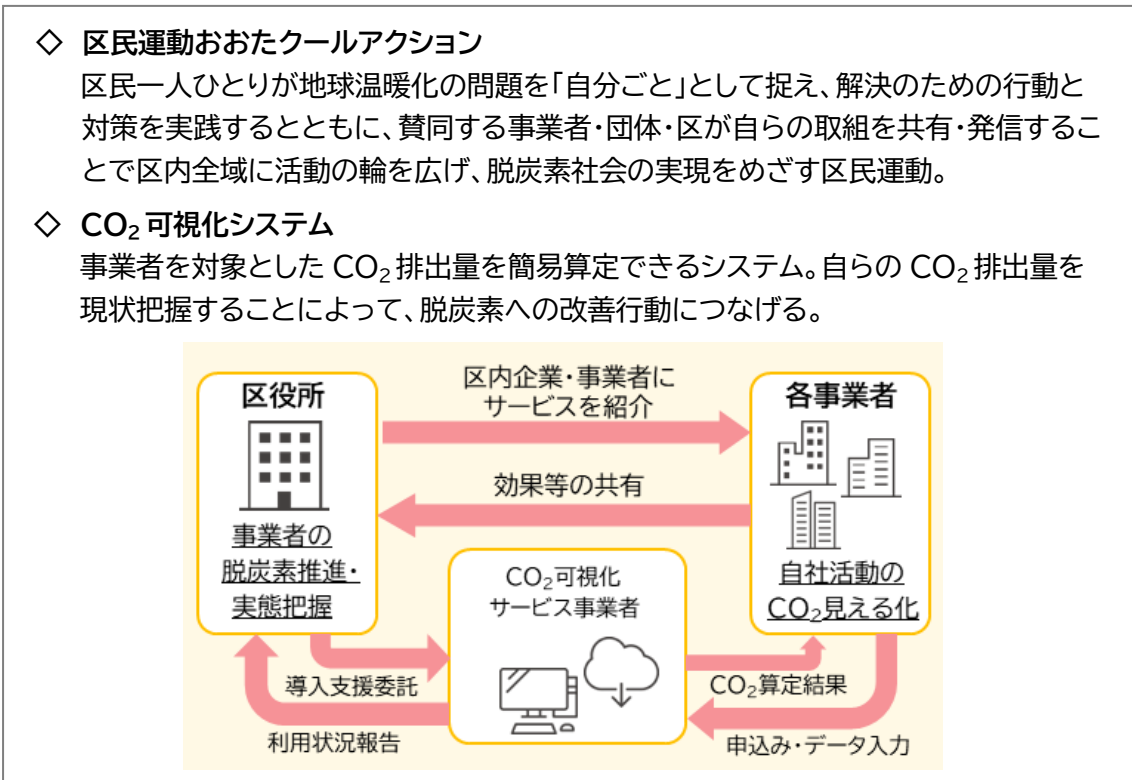 ◇ 区民運動おおたクールアクション
区民一人ひとりが地球温暖化の問題を「自分ごと」として捉え、解決のための行動と
対策を実践するとともに、賛同する事業者・団体・区が自らの取組を共有・発信するこ
とで区内全域に活動の輪を広げ、脱炭素社会の実現をめざす区民運動。
◇ CO₂可視化システム
事業者を対象とした CO₂排出量を簡易算定できるシステム。自らの CO₂排出量を
現状把握することによって、脱炭素への改善行動につなげる。
区役所
事業者の
脱炭素推進・
実態把握
区内企業・事業者に
サービスを紹介
効果等の共有
各事業者
自社活動の
CO₂見える化
CO₂可視化
サービス事業者
導入支援委託
利用状況報告
CO₂算定結果
申込み・データ入力